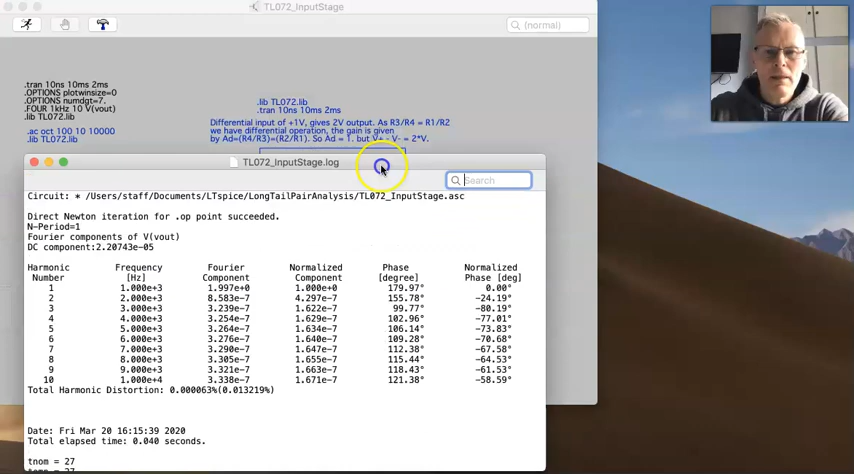 TL072_InputStage
(normal)
.tran 10ns 10ms 2ms
.OPTIONS plotwinsize=0
.OPTIONS numdgt=7.
.FOUR 1kHz 10 V(vout)
.lib TL072.lib
.ac oct 100 10 10000
.lib TL072.lib
.lib TL072.lib
.tran 10ns 10ms 2ms
Differential input of +1V, gives 2V output. As R3/R4 = R1/R2
we have differential operation, the gain is given
by Ad=(R4/R3)=(R2/R1). So Ad = 1. but V+ - V- = 2*V.
TL072_InputStage.log
Search
Circuit: * /Users/staff/Documents/LTspice/LongTailPairAnalysis/TL072_InputStage.asc
Direct Newton iteration for .op point succeeded.
N-Period=1
Fourier components of V(vout)
DC component:2.20743e-05
Harmonic Frequency Fourier Normalized Phase Normalized
Number [Hz] Component Component [degree] Phase [deg]
1 1.000e+3 1.997e+0 1.000e+0 179.97° 0.00°
2 2.000e+3 8.583e-7 4.297e-7 155.78° -24.19°
3 3.000e+3 3.239e-7 1.622e-7 99.77° -80.19°
4 4.000e+3 3.254e-7 1.629e-7 102.96° -77.01°
5 5.000e+3 3.264e-7 1.634e-7 106.14° -73.83°
6 6.000e+3 3.276e-7 1.640e-7 109.28° -70.68°
7 7.000e+3 3.290e-7 1.647e-7 112.38° -67.58°
8 8.000e+3 3.305e-7 1.655e-7 115.44° -64.53°
9 9.000e+3 3.321e-7 1.663e-7 118.43° -61.53°
10 1.000e+4 3.338e-7 1.671e-7 121.38° -58.59°
Total Harmonic Distortion: 0.000063%(0.013219%)
Date: Fri Mar 20 16:15:39 2020
Total elapsed time: 0.040 seconds.
tnom = 27
temp = 27